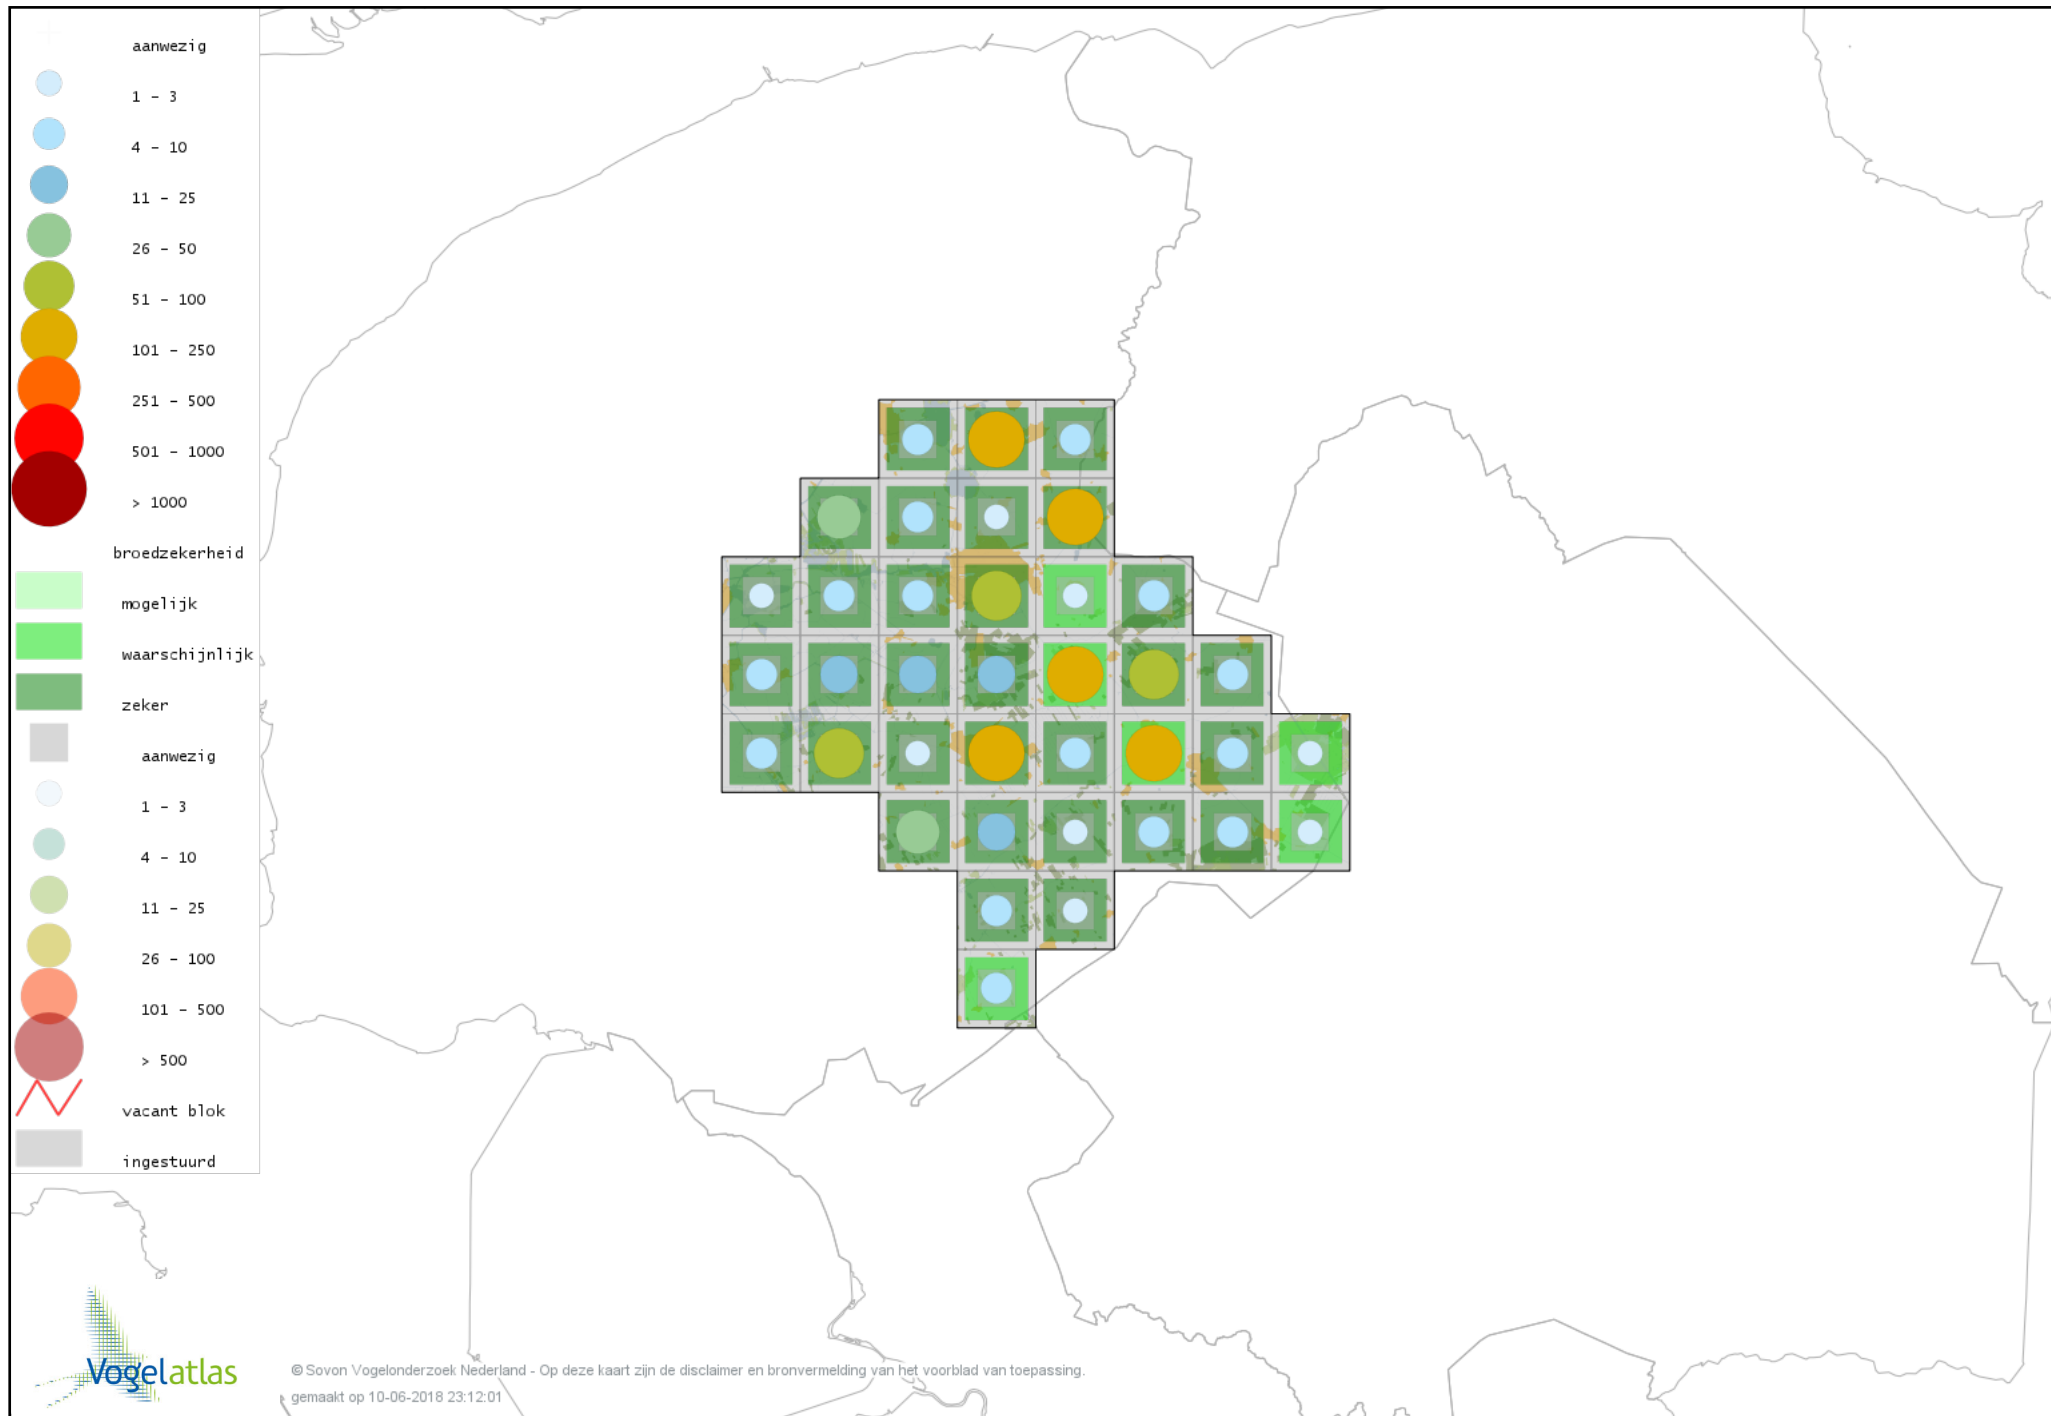 aanwezig
1 - 3
4 - 10
11 - 25
26 - 50
51 - 100
101 - 250
251 - 500
501 - 1000
> 1000
broedzekerheid
mogelijk
waarschijnlijk
zeker
aanwezig
1 - 3
4 - 10
11 - 25
26 - 100
101 - 500
> 500
vacant blok
ingestuurd
Vogelatlas
© Sovon Vogelonderzoek Nederland - Op deze kaart zijn de disclaimer en bronvermelding van het voorblad van toepassing.
gemaakt op 10-06-2018 23:12:01